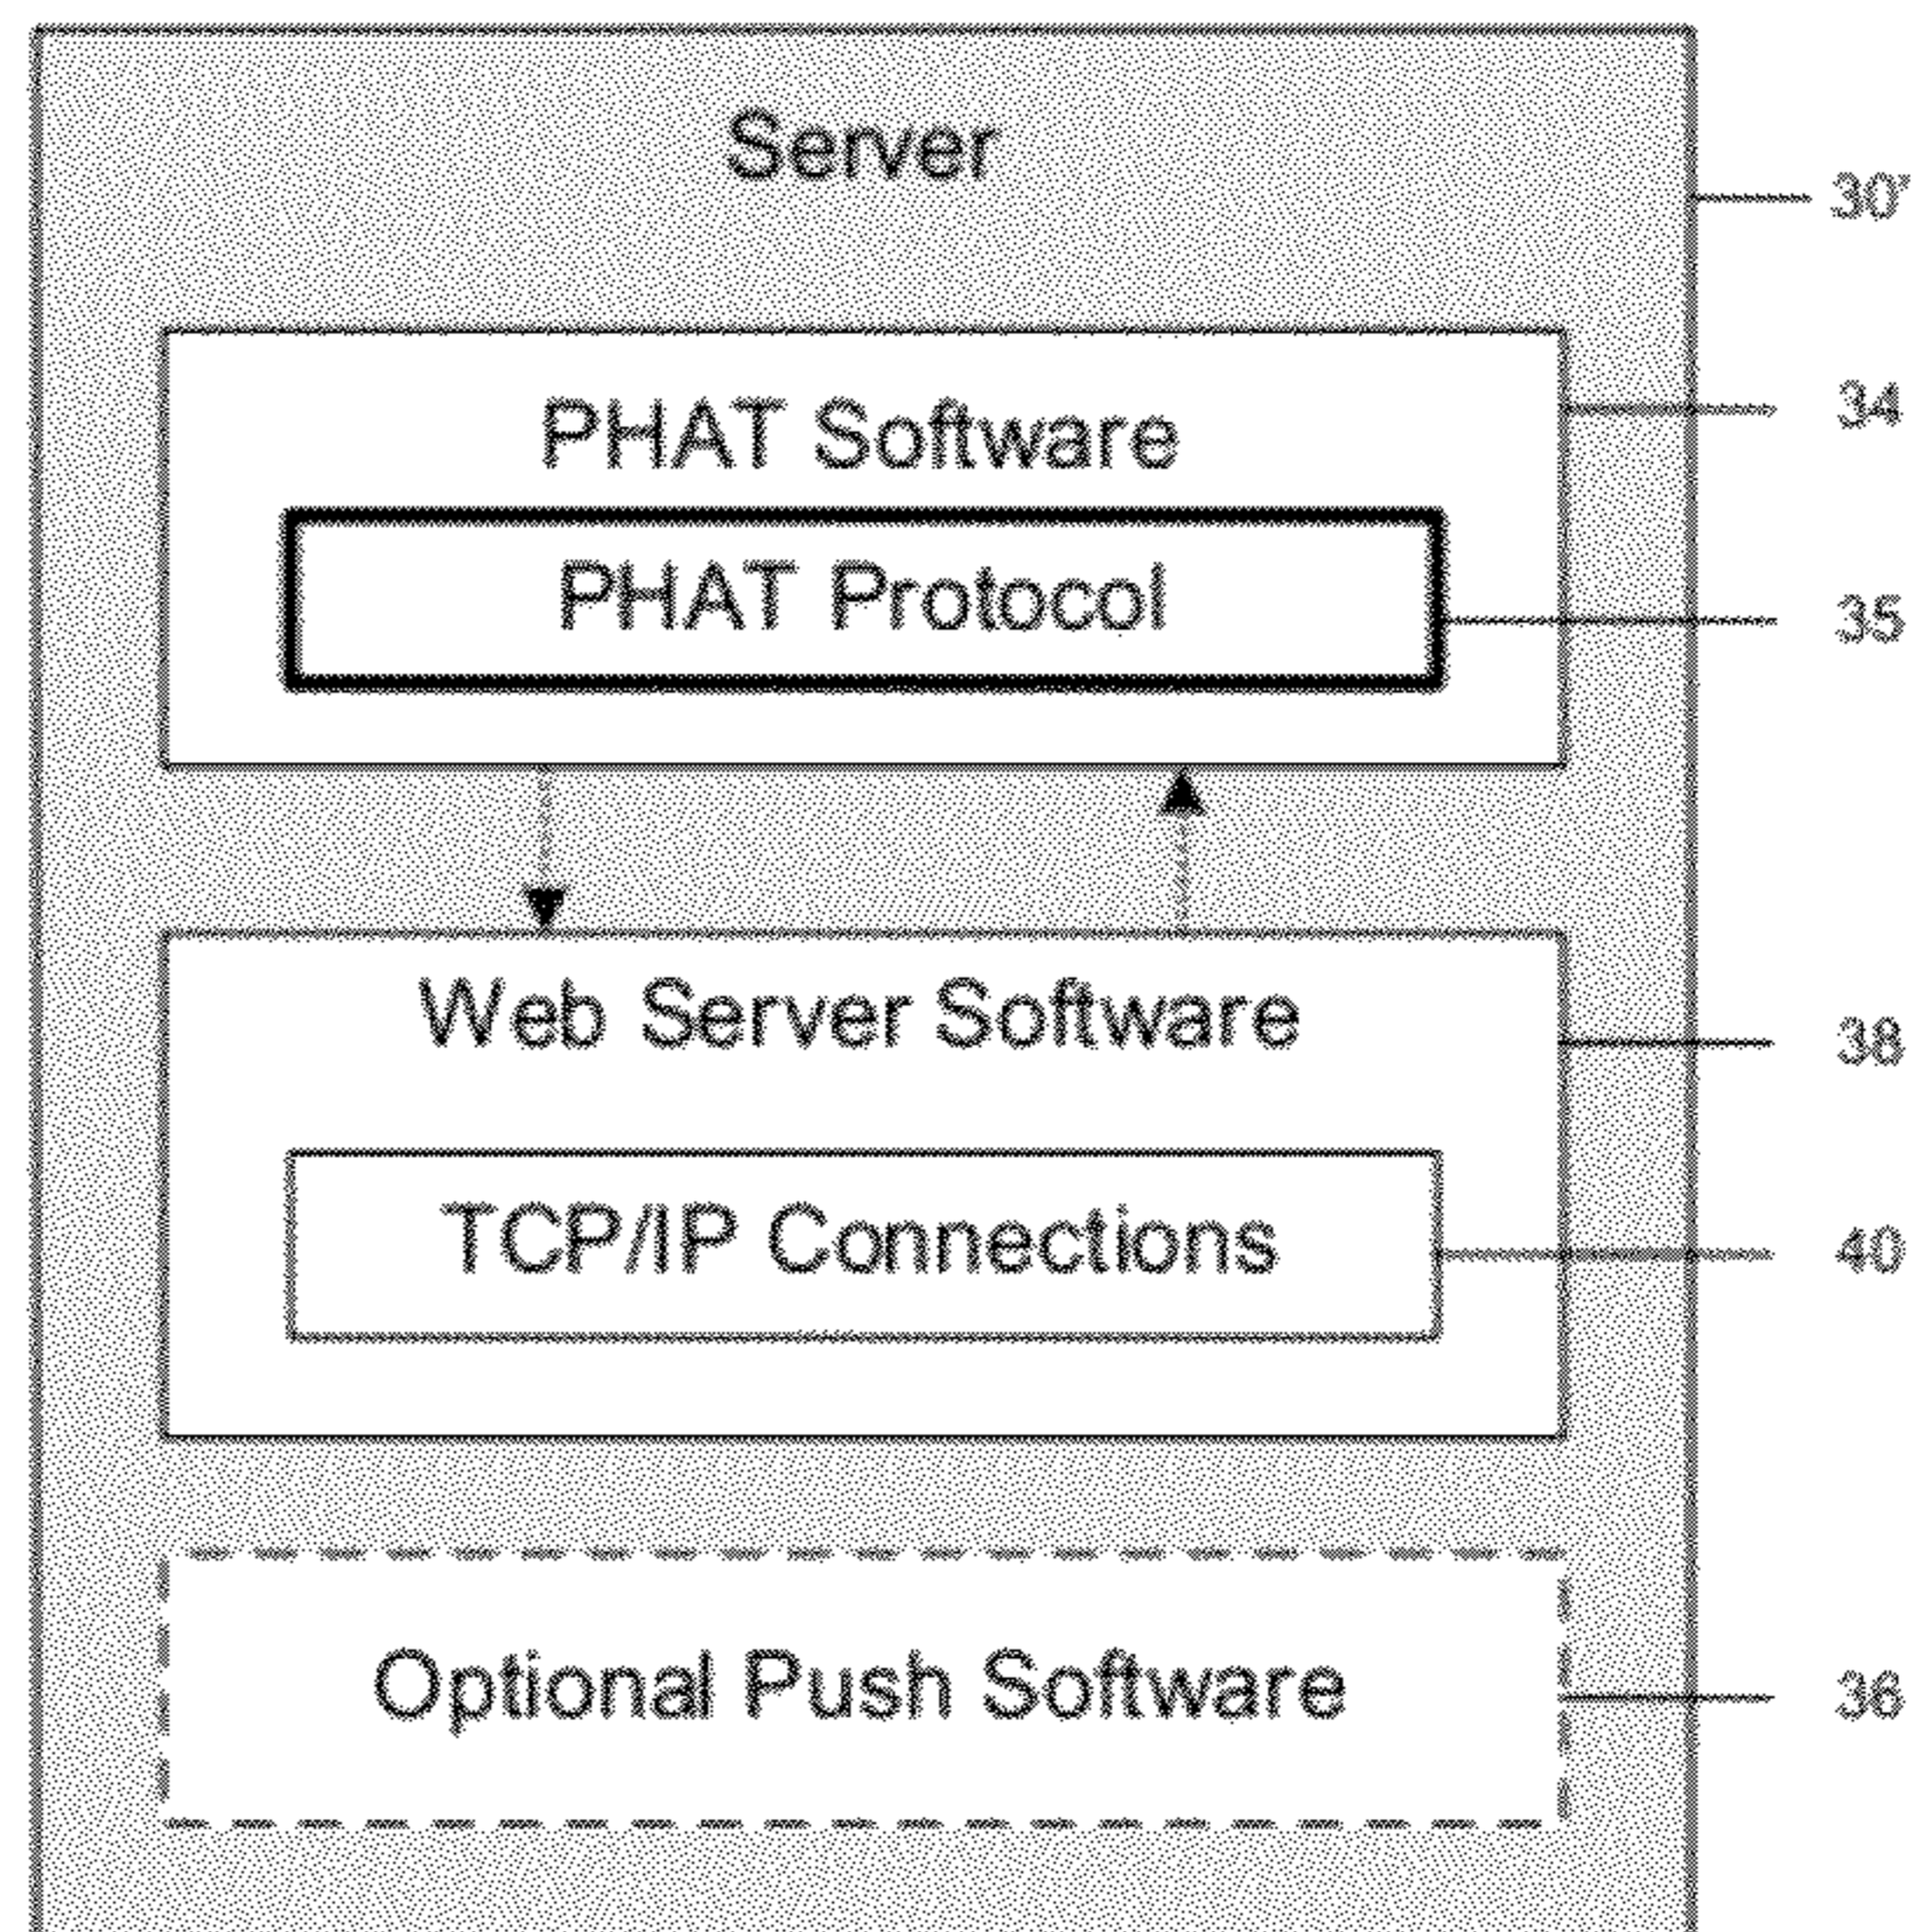 Server
30'
PHAT Software
34
PHAT Protocol
35
Web Server Software
38
TCP/IP Connections
40
Optional Push Software
36